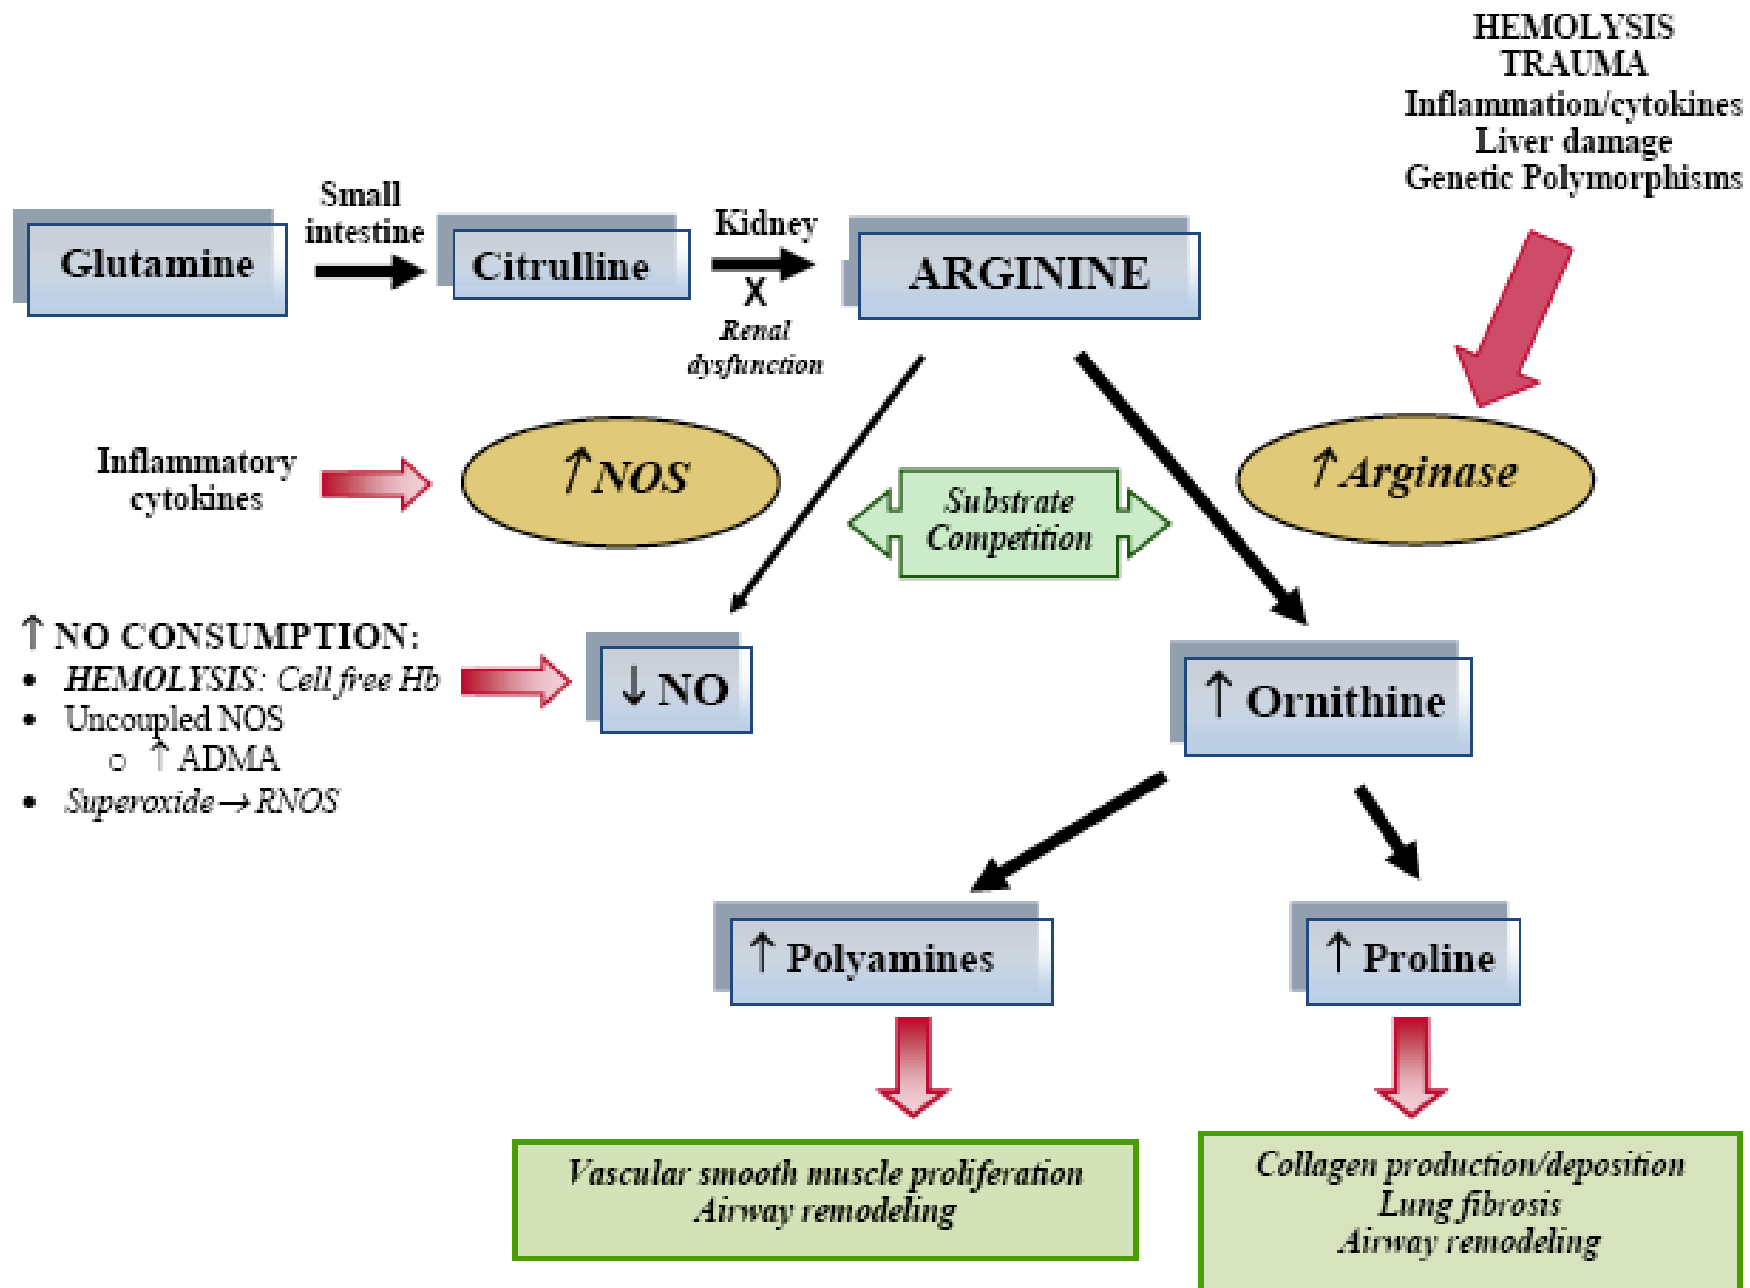 HEMOLYSIS
TRAUMA
Inflammation/cytokines
Liver damage
Genetic Polymorphisms
Small
intestine
Kidney
Glutamine
Citrulline
ARGININE
X
Renal
dysfunction
Inflammatory
cytokines
↑NOS
Substrate
Competition
↑Arginase
↑ NO CONSUMPTION:
• HEMOLYSIS: Cell free Hb
• Uncoupled NOS
o ↑ ADMA
• Superoxide → RNOS
↓ NO
↑ Ornithine
↑ Polyamines
↑ Proline
Vascular smooth muscle proliferation
Airway remodeling
Collagen production/deposition
Lung fibrosis
Airway remodeling